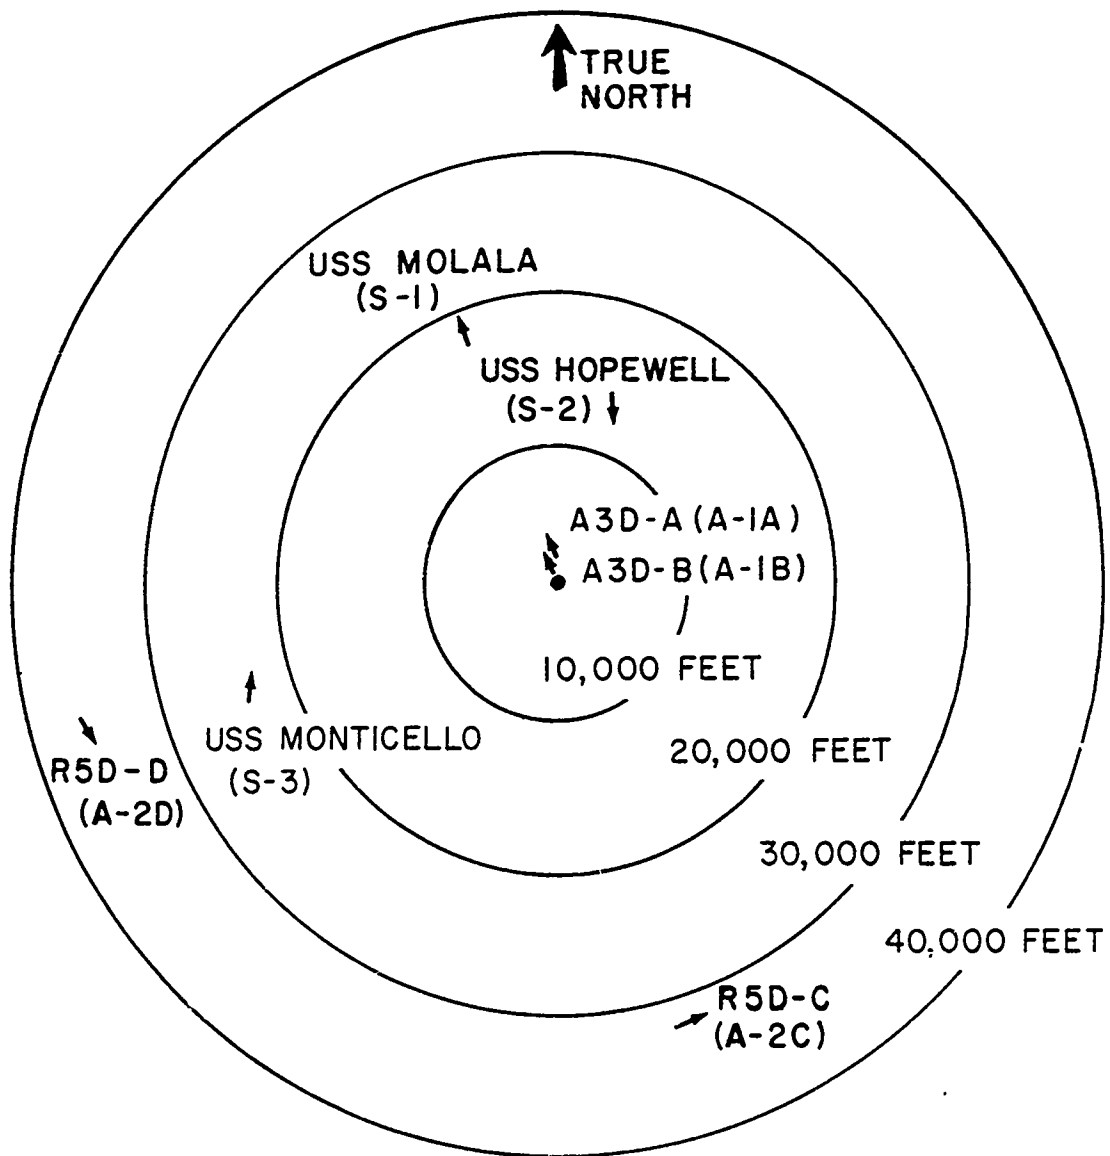 TRUE
NORTH
USS MOLALA
(S-1)
USS HOPEWELL
(S-2)
A3D-A (A-1A)
A3D-B (A-1B)
10,000 FEET
USS MONTICELLO
(S-3)
20,000 FEET
R5D-D
(A-2D)
30,000 FEET
40,000 FEET
R5D-C
(A-2C)